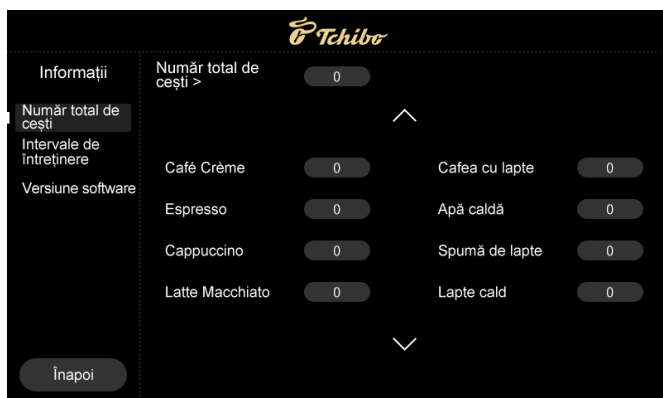 Tchibo
Informații
Număr total de
cești
Intervale de
întreținere
Versiune software
Înapoi
Număr total de
cești >
0
Café Crème 0
Cafea cu lapte 0
Espresso 0
Apă caldă 0
Cappuccino 0
Spumă de lapte 0
Latte Macchiato 0
Lapte cald 0